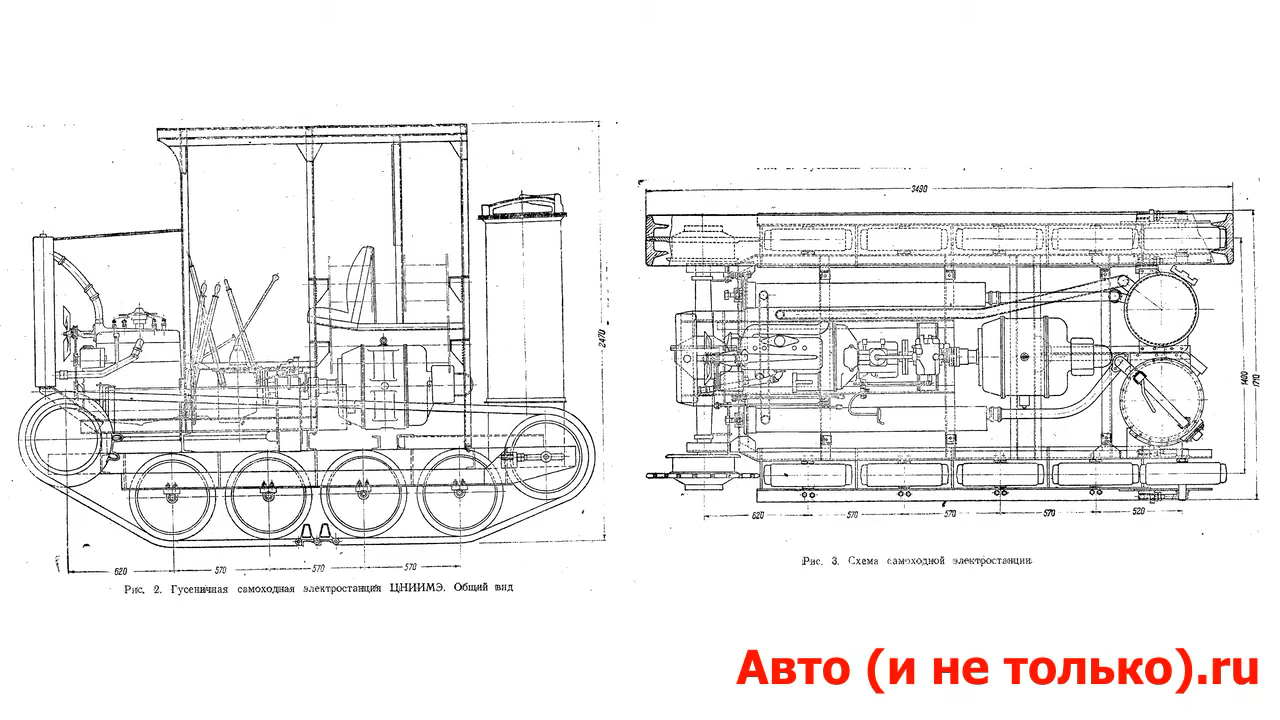 2470
620 570 570 570
Рис. 2. Гусеничная самоходная электростанция ЦНИИМЭ. Общий вид
3490
1400
1710
620 570 570 570 520
Рис. 3. Схема самоходной электростанции
Авто (и не только).ru